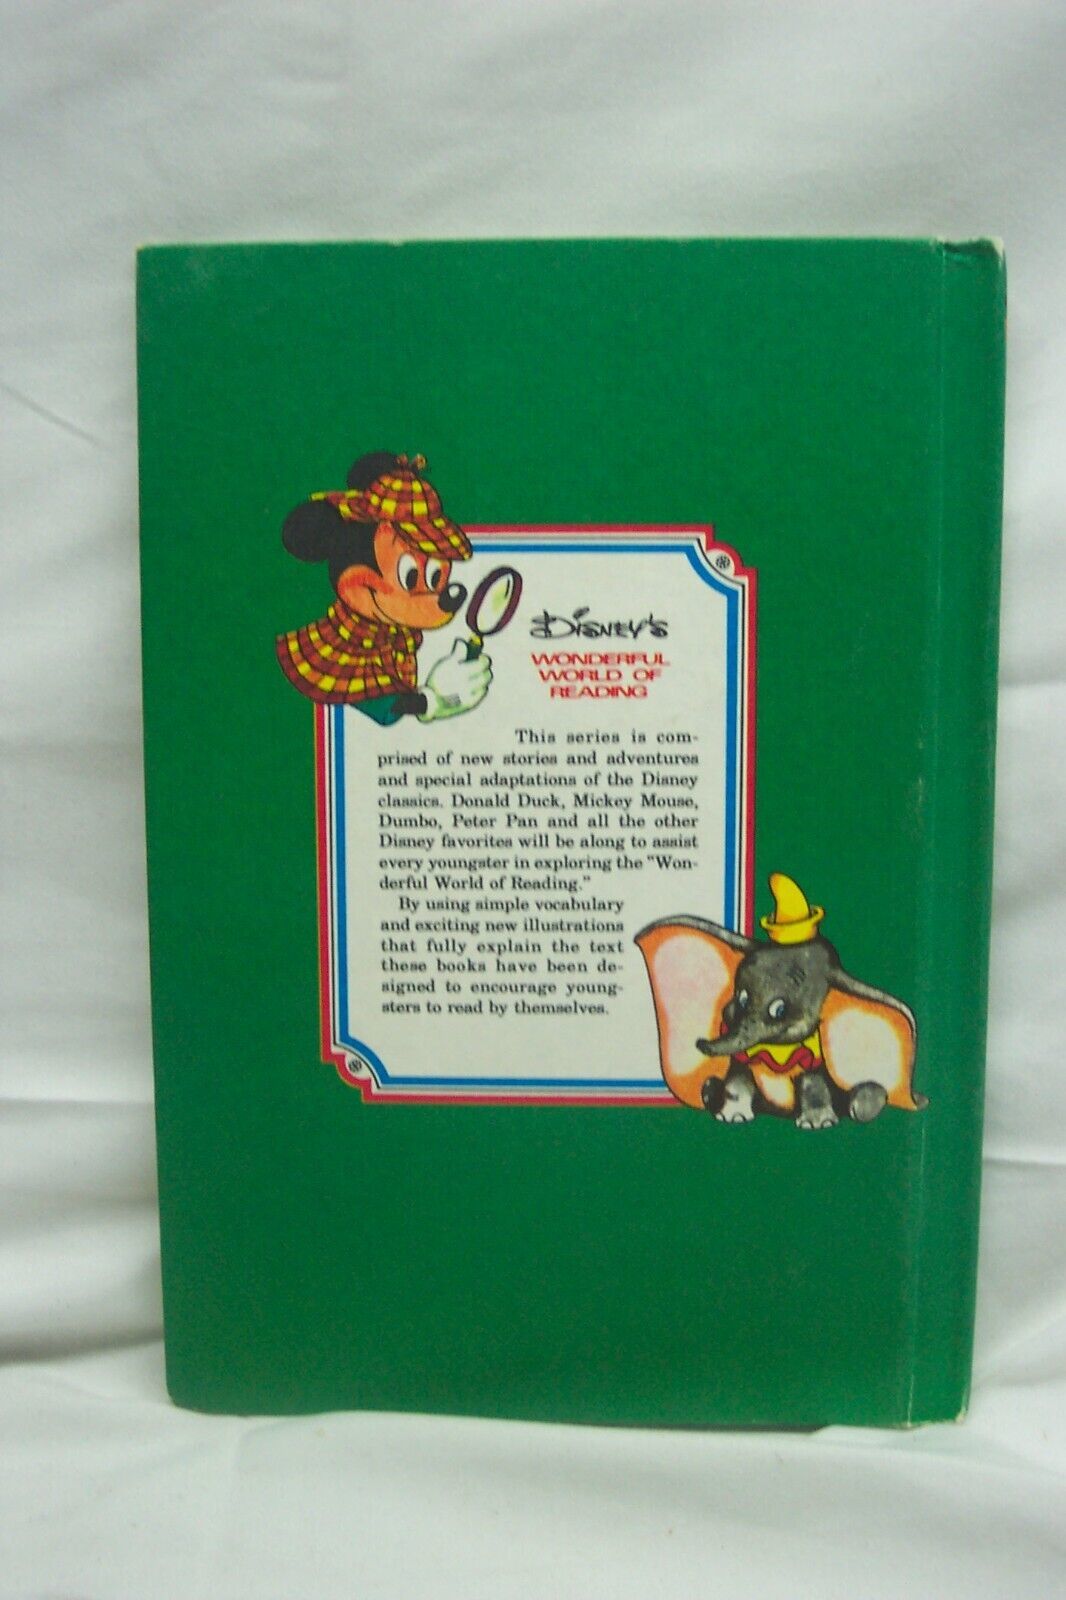 Disney's
WONDERFUL
WORLD OF
READING
This series is com-
prised of new stories and adventures
and special adaptations of the Disney
classics. Donald Duck, Mickey Mouse,
Dumbo, Peter Pan and all the other
Disney favorites will be along to assist
every youngster in exploring the "Won-
derful World of Reading."
By using simple vocabulary
and exciting new illustrations
that fully explain the text
these books have been de-
signed to encourage young-
sters to read by themselves.